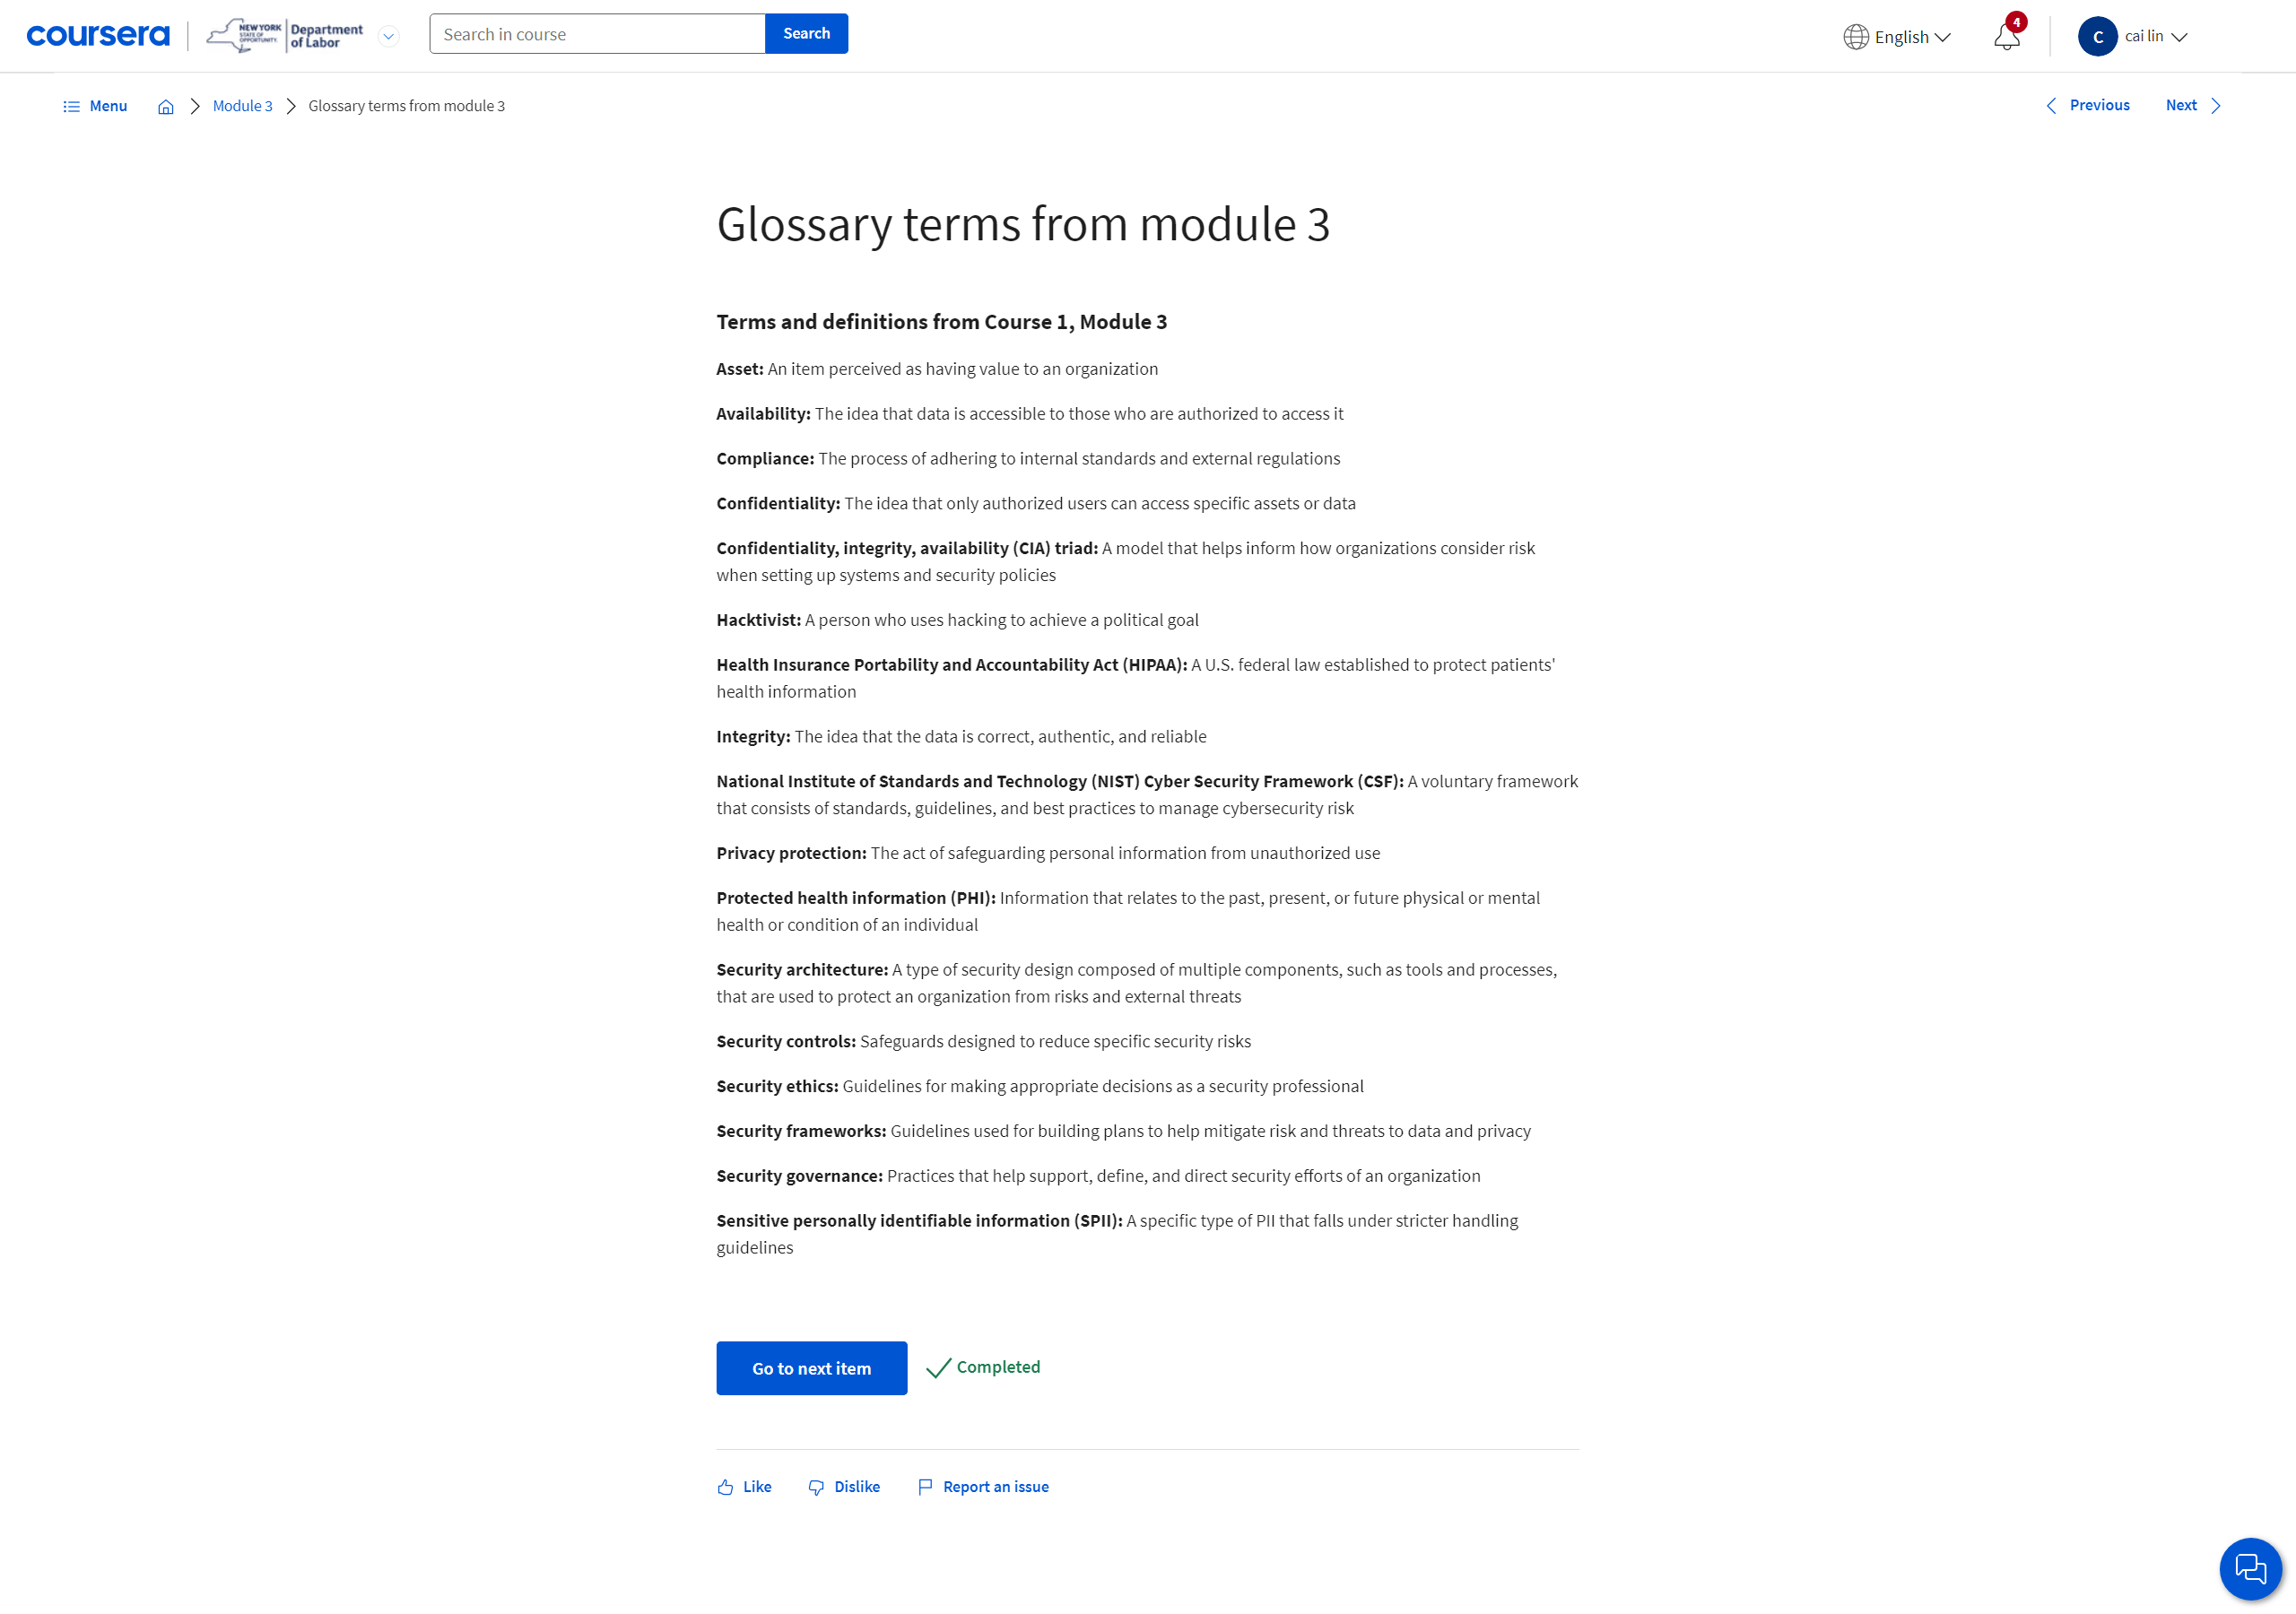 coursera
NEW YORK
STATE OF
OPPORTUNITY.
Department
of Labor
Search in course
Search
English
4
C
cai lin
Menu
Module 3
Glossary terms from module 3
Previous
Next
Glossary terms from module 3
Terms and definitions from Course 1, Module 3
Asset: An item perceived as having value to an organization
Availability: The idea that data is accessible to those who are authorized to access it
Compliance: The process of adhering to internal standards and external regulations
Confidentiality: The idea that only authorized users can access specific assets or data
Confidentiality, integrity, availability (CIA) triad: A model that helps inform how organizations consider risk
when setting up systems and security policies
Hacktivist: A person who uses hacking to achieve a political goal
Health Insurance Portability and Accountability Act (HIPAA): A U.S. federal law established to protect patients'
health information
Integrity: The idea that the data is correct, authentic, and reliable
National Institute of Standards and Technology (NIST) Cyber Security Framework (CSF): A voluntary framework
that consists of standards, guidelines, and best practices to manage cybersecurity risk
Privacy protection: The act of safeguarding personal information from unauthorized use
Protected health information (PHI): Information that relates to the past, present, or future physical or mental
health or condition of an individual
Security architecture: A type of security design composed of multiple components, such as tools and processes,
that are used to protect an organization from risks and external threats
Security controls: Safeguards designed to reduce specific security risks
Security ethics: Guidelines for making appropriate decisions as a security professional
Security frameworks: Guidelines used for building plans to help mitigate risk and threats to data and privacy
Security governance: Practices that help support, define, and direct security efforts of an organization
Sensitive personally identifiable information (SPII): A specific type of PII that falls under stricter handling
guidelines
Go to next item
Completed
Like
Dislike
Report an issue